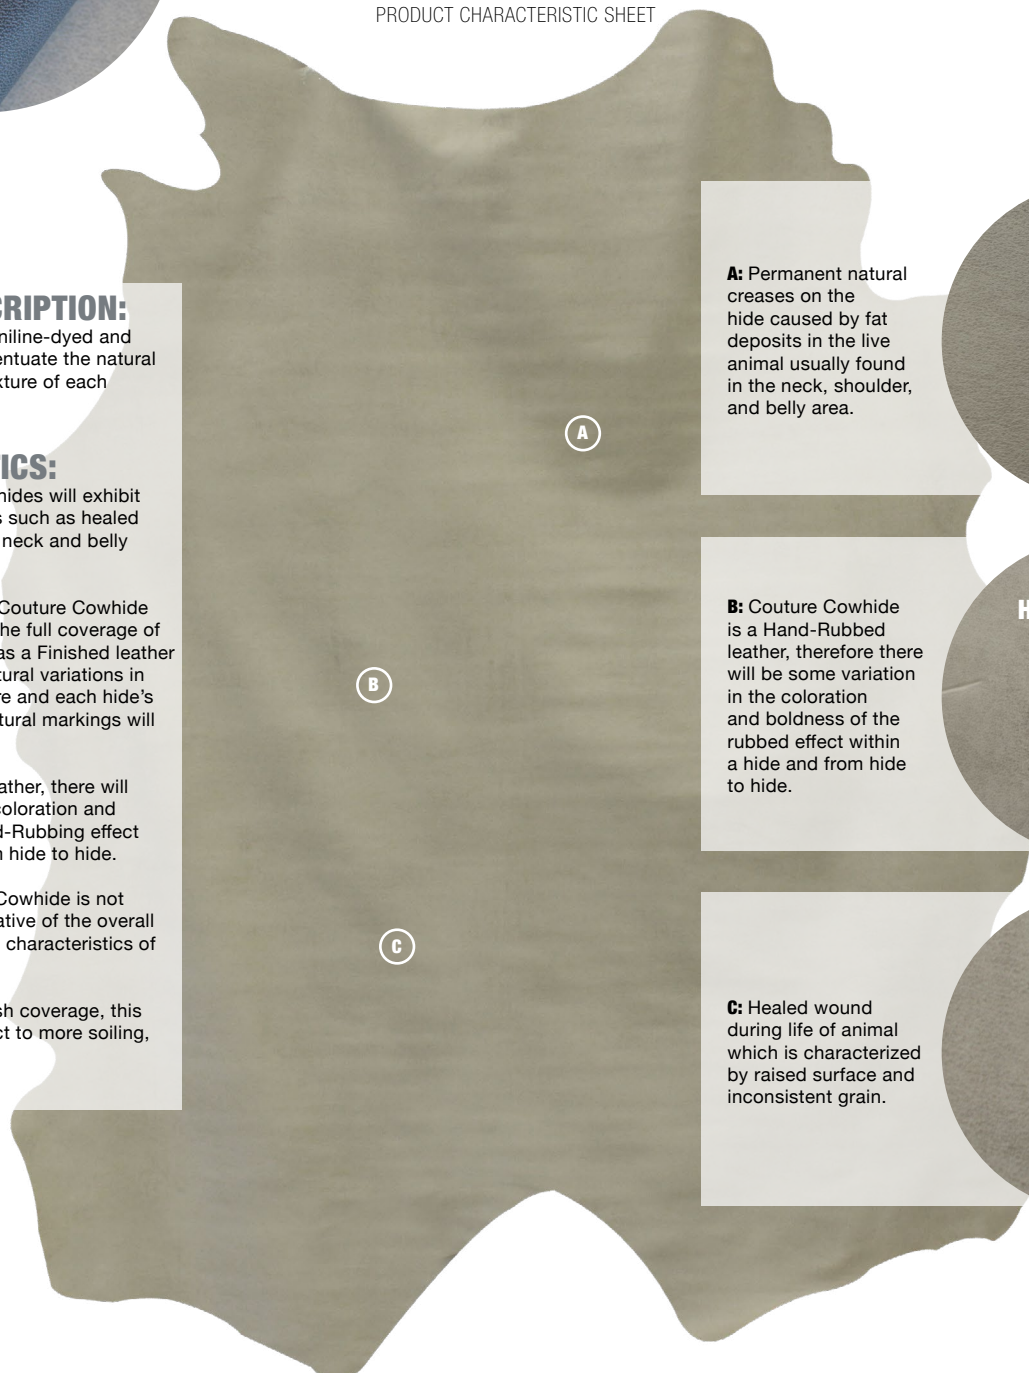 PRODUCT CHARACTERISTIC SHEET
CRIPTION:
niline-dyed and
entuate the natural
xture of each
TICS:
hides will exhibit
s such as healed
neck and belly
Couture Cowhide
he full coverage of
as a Finished leather
tural variations in
re and each hide's
tural markings will
ather, there will
coloration and
d-Rubbing effect
n hide to hide.
Cowhide is not
ative of the overall
characteristics of
sh coverage, this
ct to more soiling,
A
B
C
A: Permanent natural
creases on the
hide caused by fat
deposits in the live
animal usually found
in the neck, shoulder,
and belly area.
B: Couture Cowhide
is a Hand-Rubbed
leather, therefore there
will be some variation
in the coloration
and boldness of the
rubbed effect within
a hide and from hide
to hide.
H
C: Healed wound
during life of animal
which is characterized
by raised surface and
inconsistent grain.